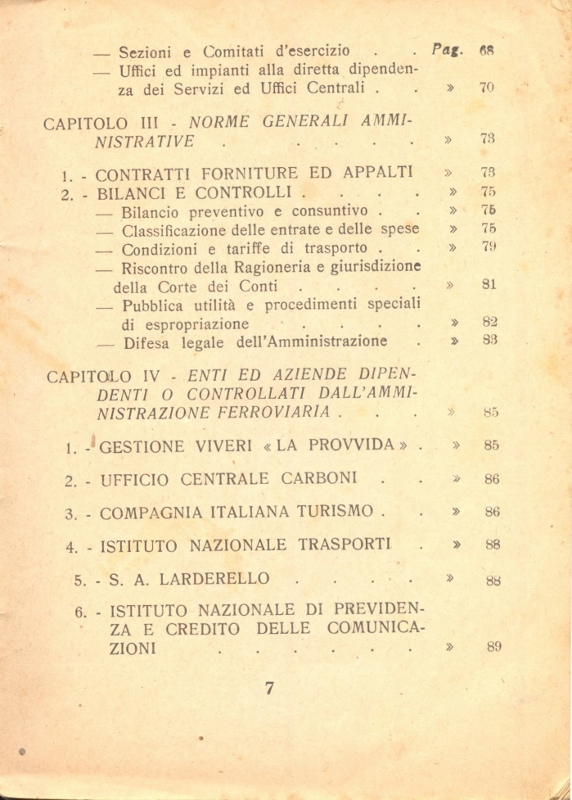 — Sezioni e Comitati d'esercizio . . Pag. 68
— Uffici ed impianti alla diretta dipenden-
za dei Servizi ed Uffici Centrali . . » 70
CAPITOLO III - NORME GENERALI AMMI-
NISTRATIVE . . . . . » 73
1. - CONTRATTI FORNITURE ED APPALTI » 73
2. - BILANCI E CONTROLLI . . . . » 75
— Bilancio preventivo e consuntivo . . » 75
— Classificazione delle entrate e delle spese » 75
— Condizioni e tariffe di trasporto . . » 79
— Riscontro della Ragioneria e giurisdizione
della Corte dei Conti . . . . » 81
— Pubblica utilità e procedimenti speciali
di espropriazione . . . . » 82
— Difesa legale dell'Amministrazione . » 83
CAPITOLO IV - ENTI ED AZIENDE DIPEN-
DENTI O CONTROLLATI DALL'AMMI-
NISTRAZIONE FERROVIARIA . . . » 85
1. - GESTIONE VIVERI « LA PROVVIDA » . » 85
2. - UFFICIO CENTRALE CARBONI . . » 86
3. - COMPAGNIA ITALIANA TURISMO . . » 86
4. - ISTITUTO NAZIONALE TRASPORTI . » 88
5. - S. A. LARDERELLO . . . . » 88
6. - ISTITUTO NAZIONALE DI PREVIDEN-
ZA E CREDITO DELLE COMUNICA-
ZIONI . . . . . . » 89
7